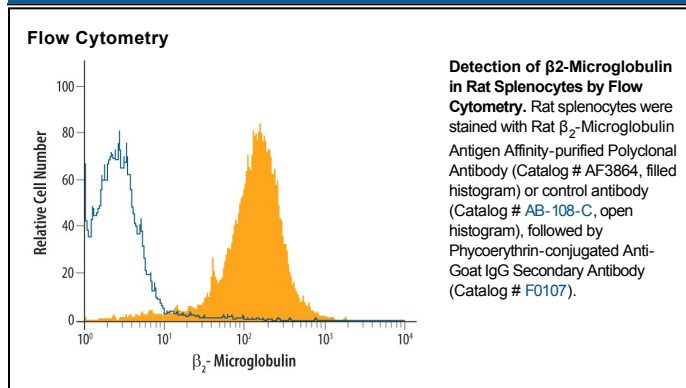 Flow Cytometry
100
80
60
40
20
0
Relative Cell Number
10⁰ 10¹ 10² 10³ 10⁴
β₂- Microglobulin
Detection of β2-Microglobulin
in Rat Splenocytes by Flow
Cytometry. Rat splenocytes were
stained with Rat β₂-Microglobulin
Antigen Affinity-purified Polyclonal
Antibody (Catalog # AF3864, filled
histogram) or control antibody
(Catalog # AB-108-C, open
histogram), followed by
Phycoerythrin-conjugated Anti-
Goat IgG Secondary Antibody
(Catalog # F0107).